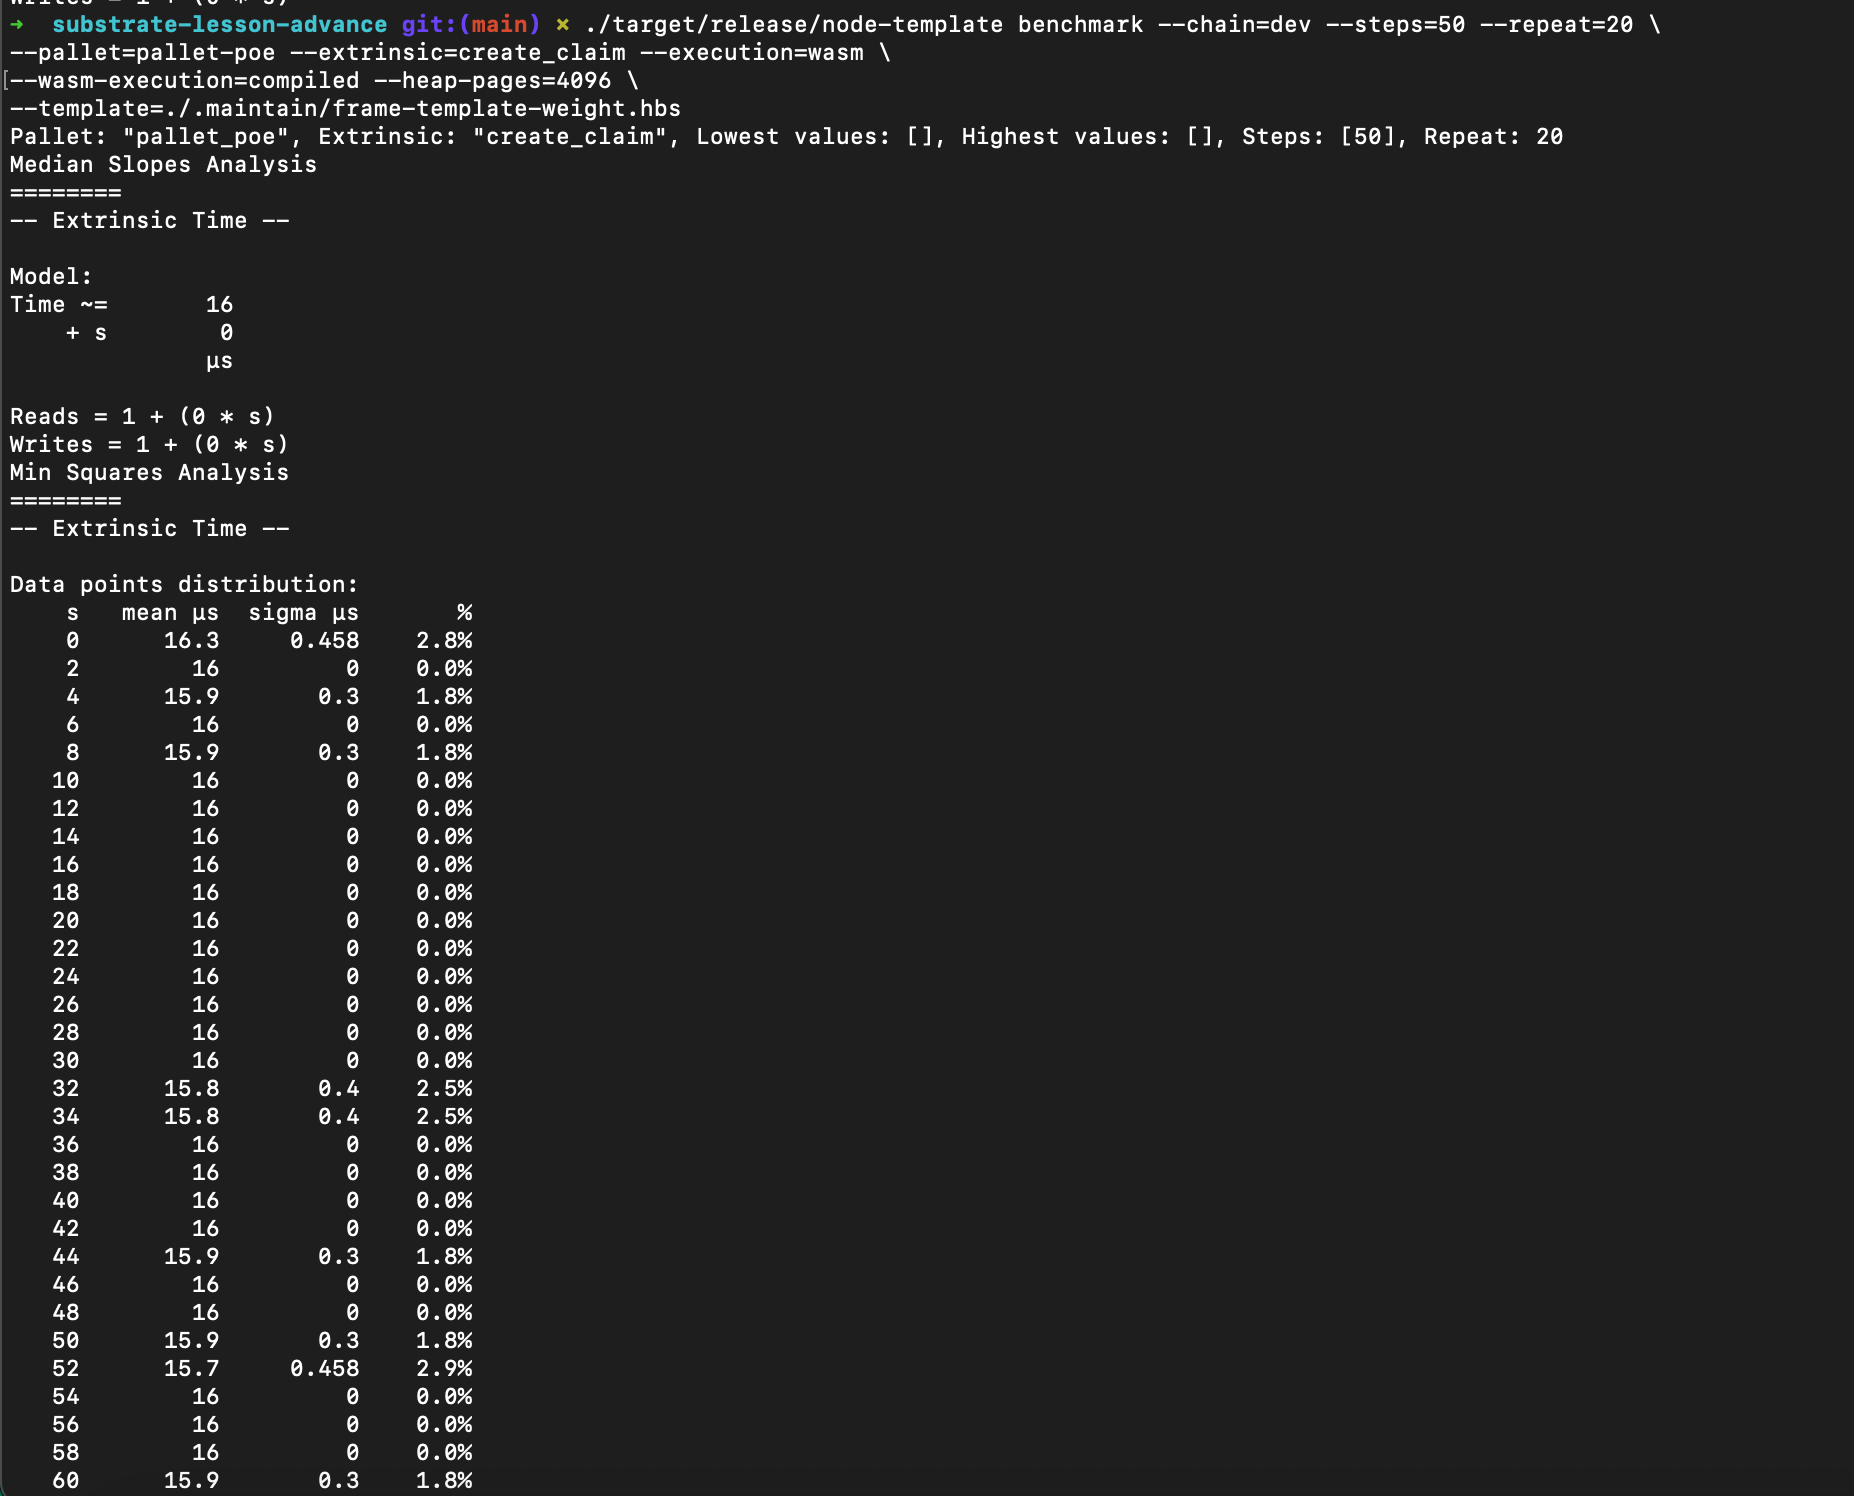 Writes = 1 + (0 * s)
➜  substrate-lesson-advance git:(main) ✗ ./target/release/node-template benchmark --chain=dev --steps=50 --repeat=20 \
--pallet=pallet-poe --extrinsic=create_claim --execution=wasm \
[--wasm-execution=compiled --heap-pages=4096 \
--template=./.maintain/frame-template-weight.hbs
Pallet: "pallet_poe", Extrinsic: "create_claim", Lowest values: [], Highest values: [], Steps: [50], Repeat: 20
Median Slopes Analysis
========
-- Extrinsic Time --
Model:
Time ~=       16
    + s        0
              µs
Reads = 1 + (0 * s)
Writes = 1 + (0 * s)
Min Squares Analysis
========
-- Extrinsic Time --
Data points distribution:
    s   mean µs  sigma µs       %
    0      16.3     0.458    2.8%
    2        16         0    0.0%
    4      15.9       0.3    1.8%
    6        16         0    0.0%
    8      15.9       0.3    1.8%
   10        16         0    0.0%
   12        16         0    0.0%
   14        16         0    0.0%
   16        16         0    0.0%
   18        16         0    0.0%
   20        16         0    0.0%
   22        16         0    0.0%
   24        16         0    0.0%
   26        16         0    0.0%
   28        16         0    0.0%
   30        16         0    0.0%
   32      15.8       0.4    2.5%
   34      15.8       0.4    2.5%
   36        16         0    0.0%
   38        16         0    0.0%
   40        16         0    0.0%
   42        16         0    0.0%
   44      15.9       0.3    1.8%
   46        16         0    0.0%
   48        16         0    0.0%
   50      15.9       0.3    1.8%
   52      15.7     0.458    2.9%
   54        16         0    0.0%
   56        16         0    0.0%
   58        16         0    0.0%
   60      15.9       0.3    1.8%